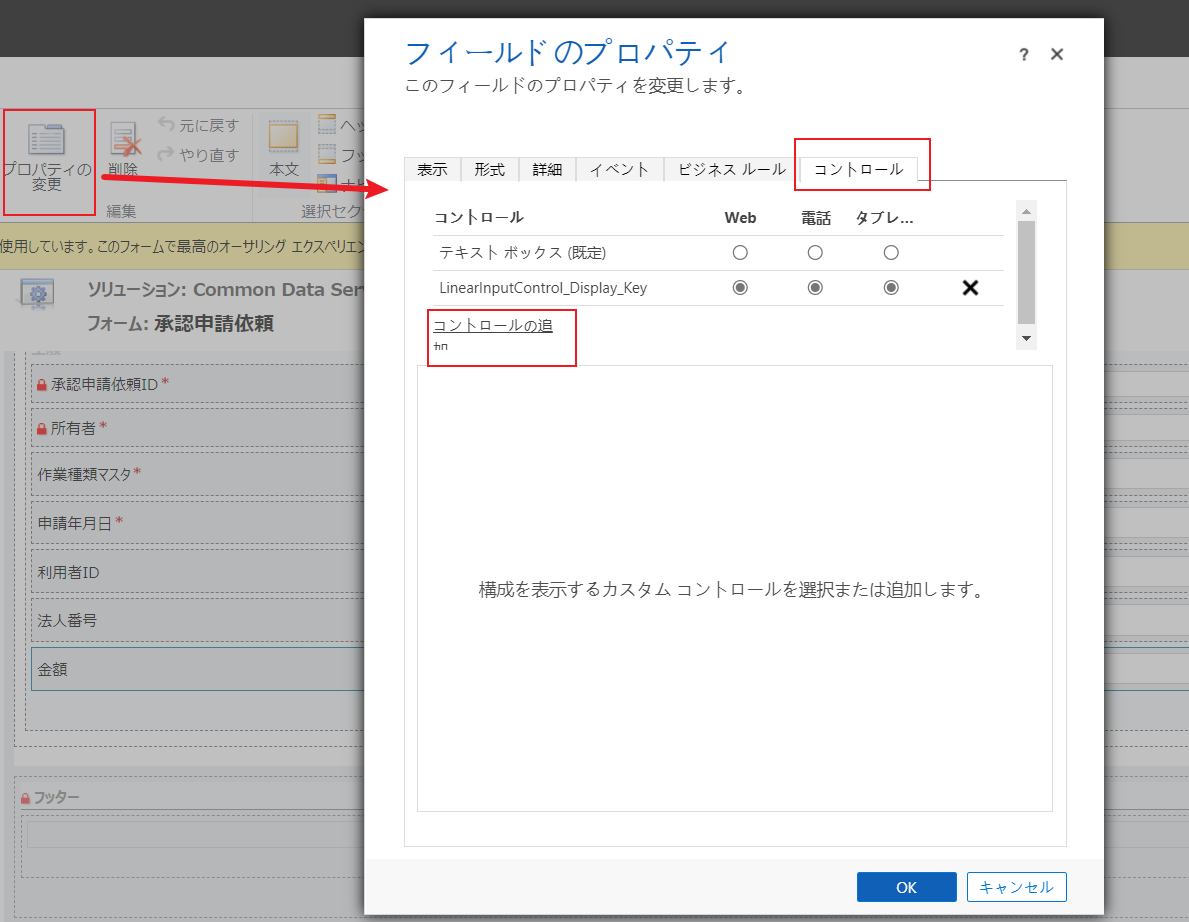 フィールドのプロパティ
? ×
このフィールドのプロパティを変更します。
プロパティの
変更
削除
元に戻す
やり直す
編集
本文
選択セク
表示 形式 詳細 イベント ビジネス ルール コントロール
コントロール Web 電話 タブレ...
テキスト ボックス (既定)
LinearInputControl_Display_Key
コントロールの追
加
使用しています。このフォームで最高のオーサリング エクスペリエン
ソリューション: Common Data Ser
フォーム: 承認申請依頼
承認申請依頼ID*
所有者*
作業種類マスタ*
申請年月日*
利用者ID
法人番号
金額
フッター
構成を表示するカスタム コントロールを選択または追加します。
OK キャンセル